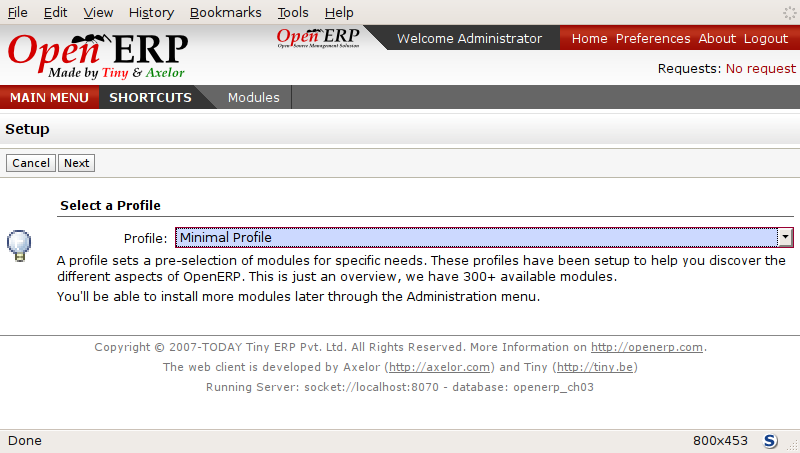 File Edit View History Bookmarks Tools Help
Open ERP
Made by Tiny & Axelor
Open ERP
Open Source Management Solution
Welcome Administrator
Home Preferences About Logout
Requests: No request
MAIN MENU SHORTCUTS Modules
Setup
Cancel Next
Select a Profile
Profile: Minimal Profile
A profile sets a pre-selection of modules for specific needs. These profiles have been setup to help you discover the
different aspects of OpenERP. This is just an overview, we have 300+ available modules.
You'll be able to install more modules later through the Administration menu.
Copyright © 2007-TODAY Tiny ERP Pvt. Ltd. All Rights Reserved. More Information on http://openerp.com.
The web client is developed by Axelor (http://axelor.com) and Tiny (http://tiny.be)
Running Server: socket://localhost:8070 - database: openerp_ch03
Done 800x453 S